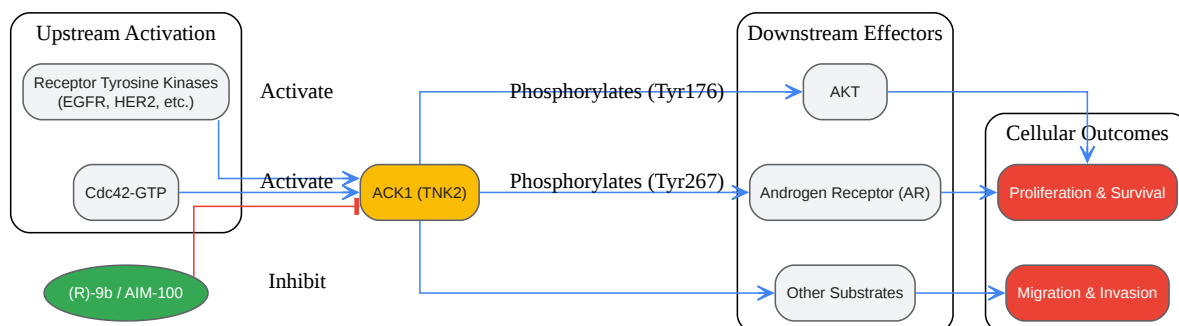 Upstream Activation
Receptor Tyrosine Kinases
(EGFR, HER2, etc.)
Cdc42-GTP
(R)-9b / AIM-100
Activate
Activate
Inhibit
ACK1 (TNK2)
Phosphorylates (Tyr176)
Phosphorylates (Tyr267)
Downstream Effectors
AKT
Androgen Receptor (AR)
Other Substrates
Cellular Outcomes
Proliferation & Survival
Migration & Invasion